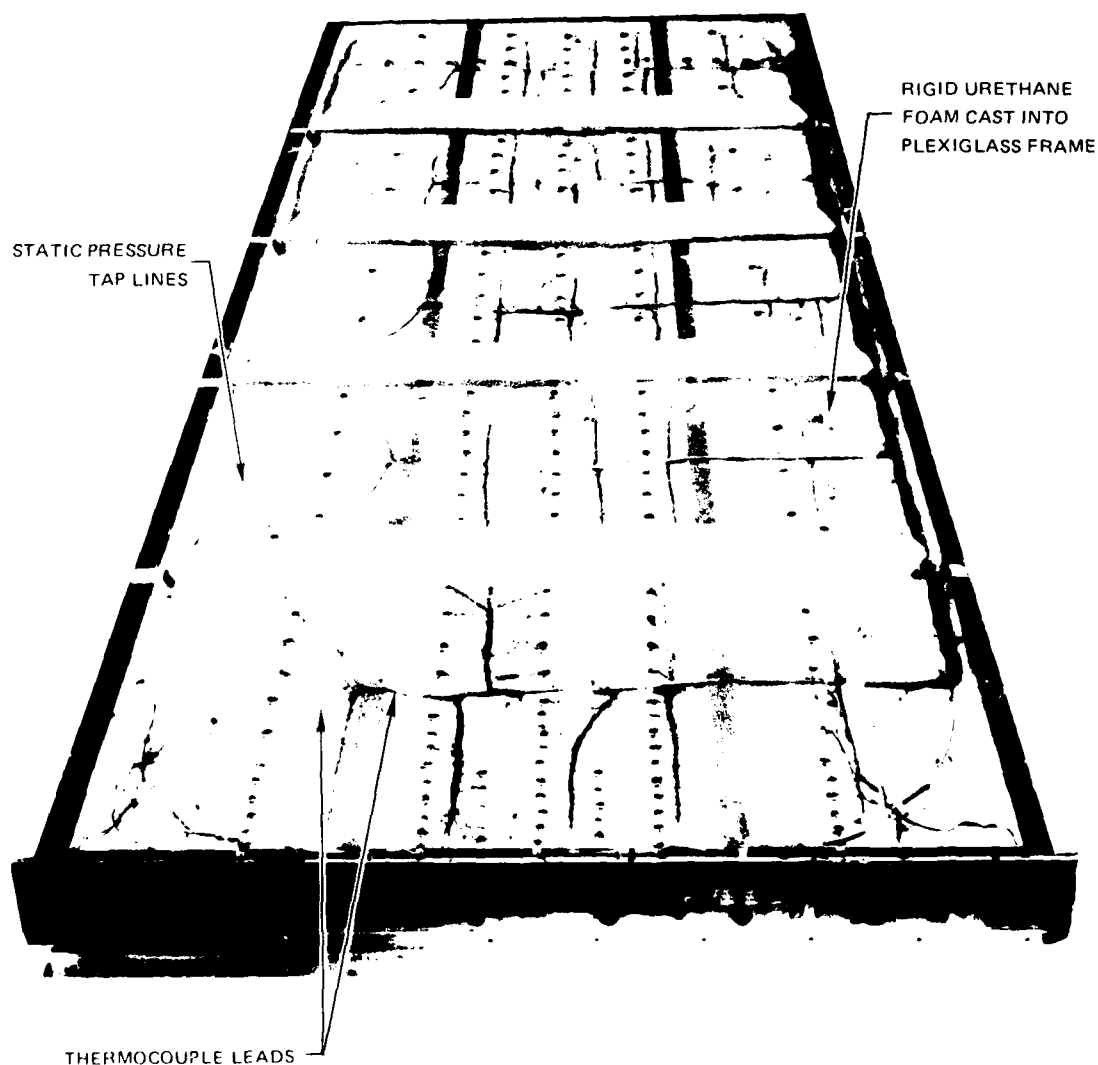 RIGID URETHANE
FOAM CAST INTO
PLEXIGLASS FRAME
STATIC PRESSURE
TAP LINES
THERMOCOUPLE LEADS